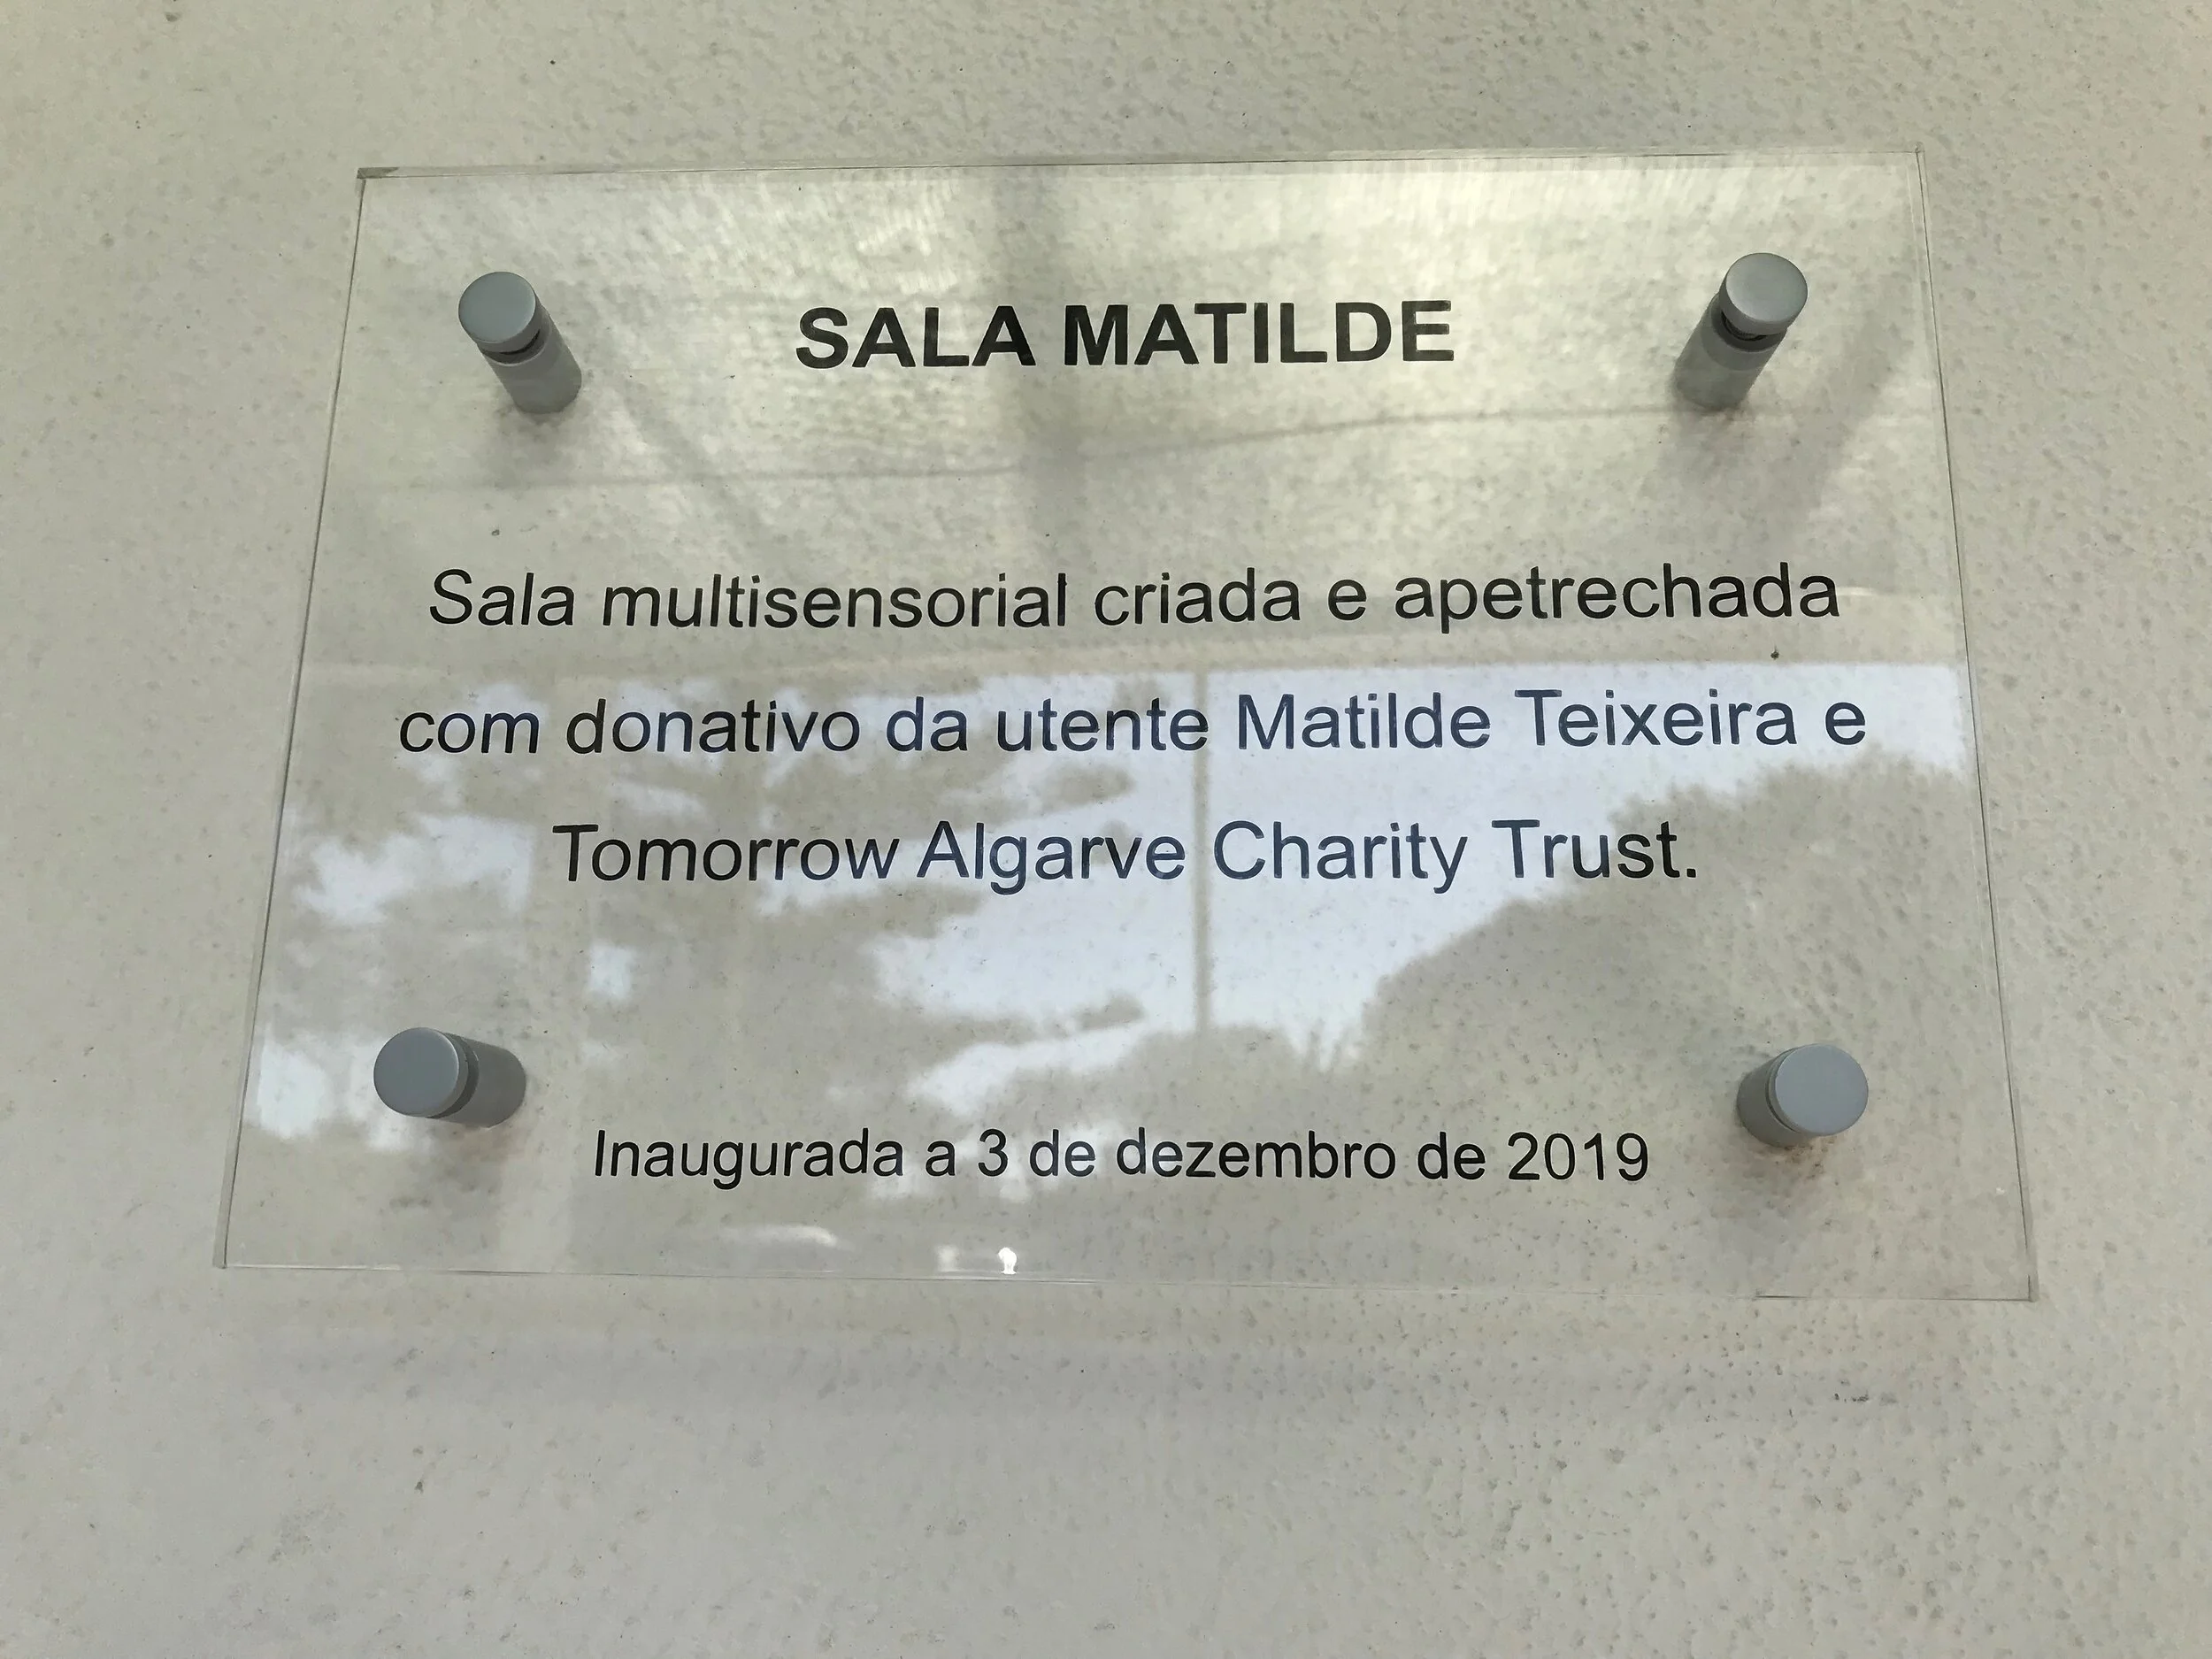 SALA MATILDE
Sala multisensorial criada e apetrechada
com donativo da utente Matilde Teixeira e
Tomorrow Algarve Charity Trust.
Inaugurada a 3 de dezembro de 2019